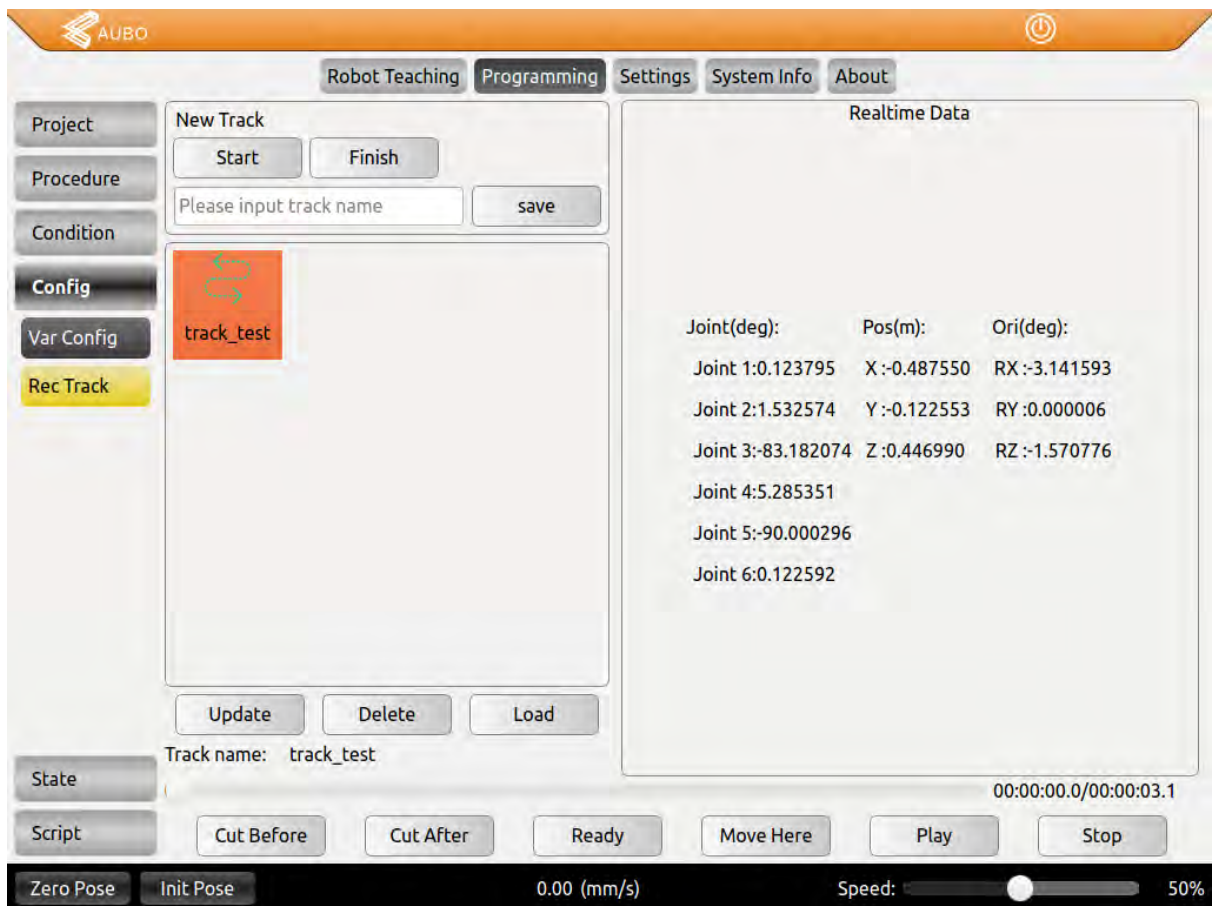 AUBO
Robot Teaching Programming Settings System Info About
Project
Procedure
Condition
Config
Var Config
Rec Track
State
Script
New Track
Start Finish
Please input track name save
track_test
Update Delete Load
Track name: track_test
Realtime Data
Joint(deg): Pos(m): Ori(deg):
Joint 1:0.123795 X :-0.487550 RX :-3.141593
Joint 2:1.532574 Y :-0.122553 RY :0.000006
Joint 3:-83.182074 Z :0.446990 RZ :-1.570776
Joint 4:5.285351
Joint 5:-90.000296
Joint 6:0.122592
00:00:00.0/00:00:03.1
Cut Before Cut After Ready Move Here Play Stop
Zero Pose Init Pose 0.00 (mm/s) Speed: 50%